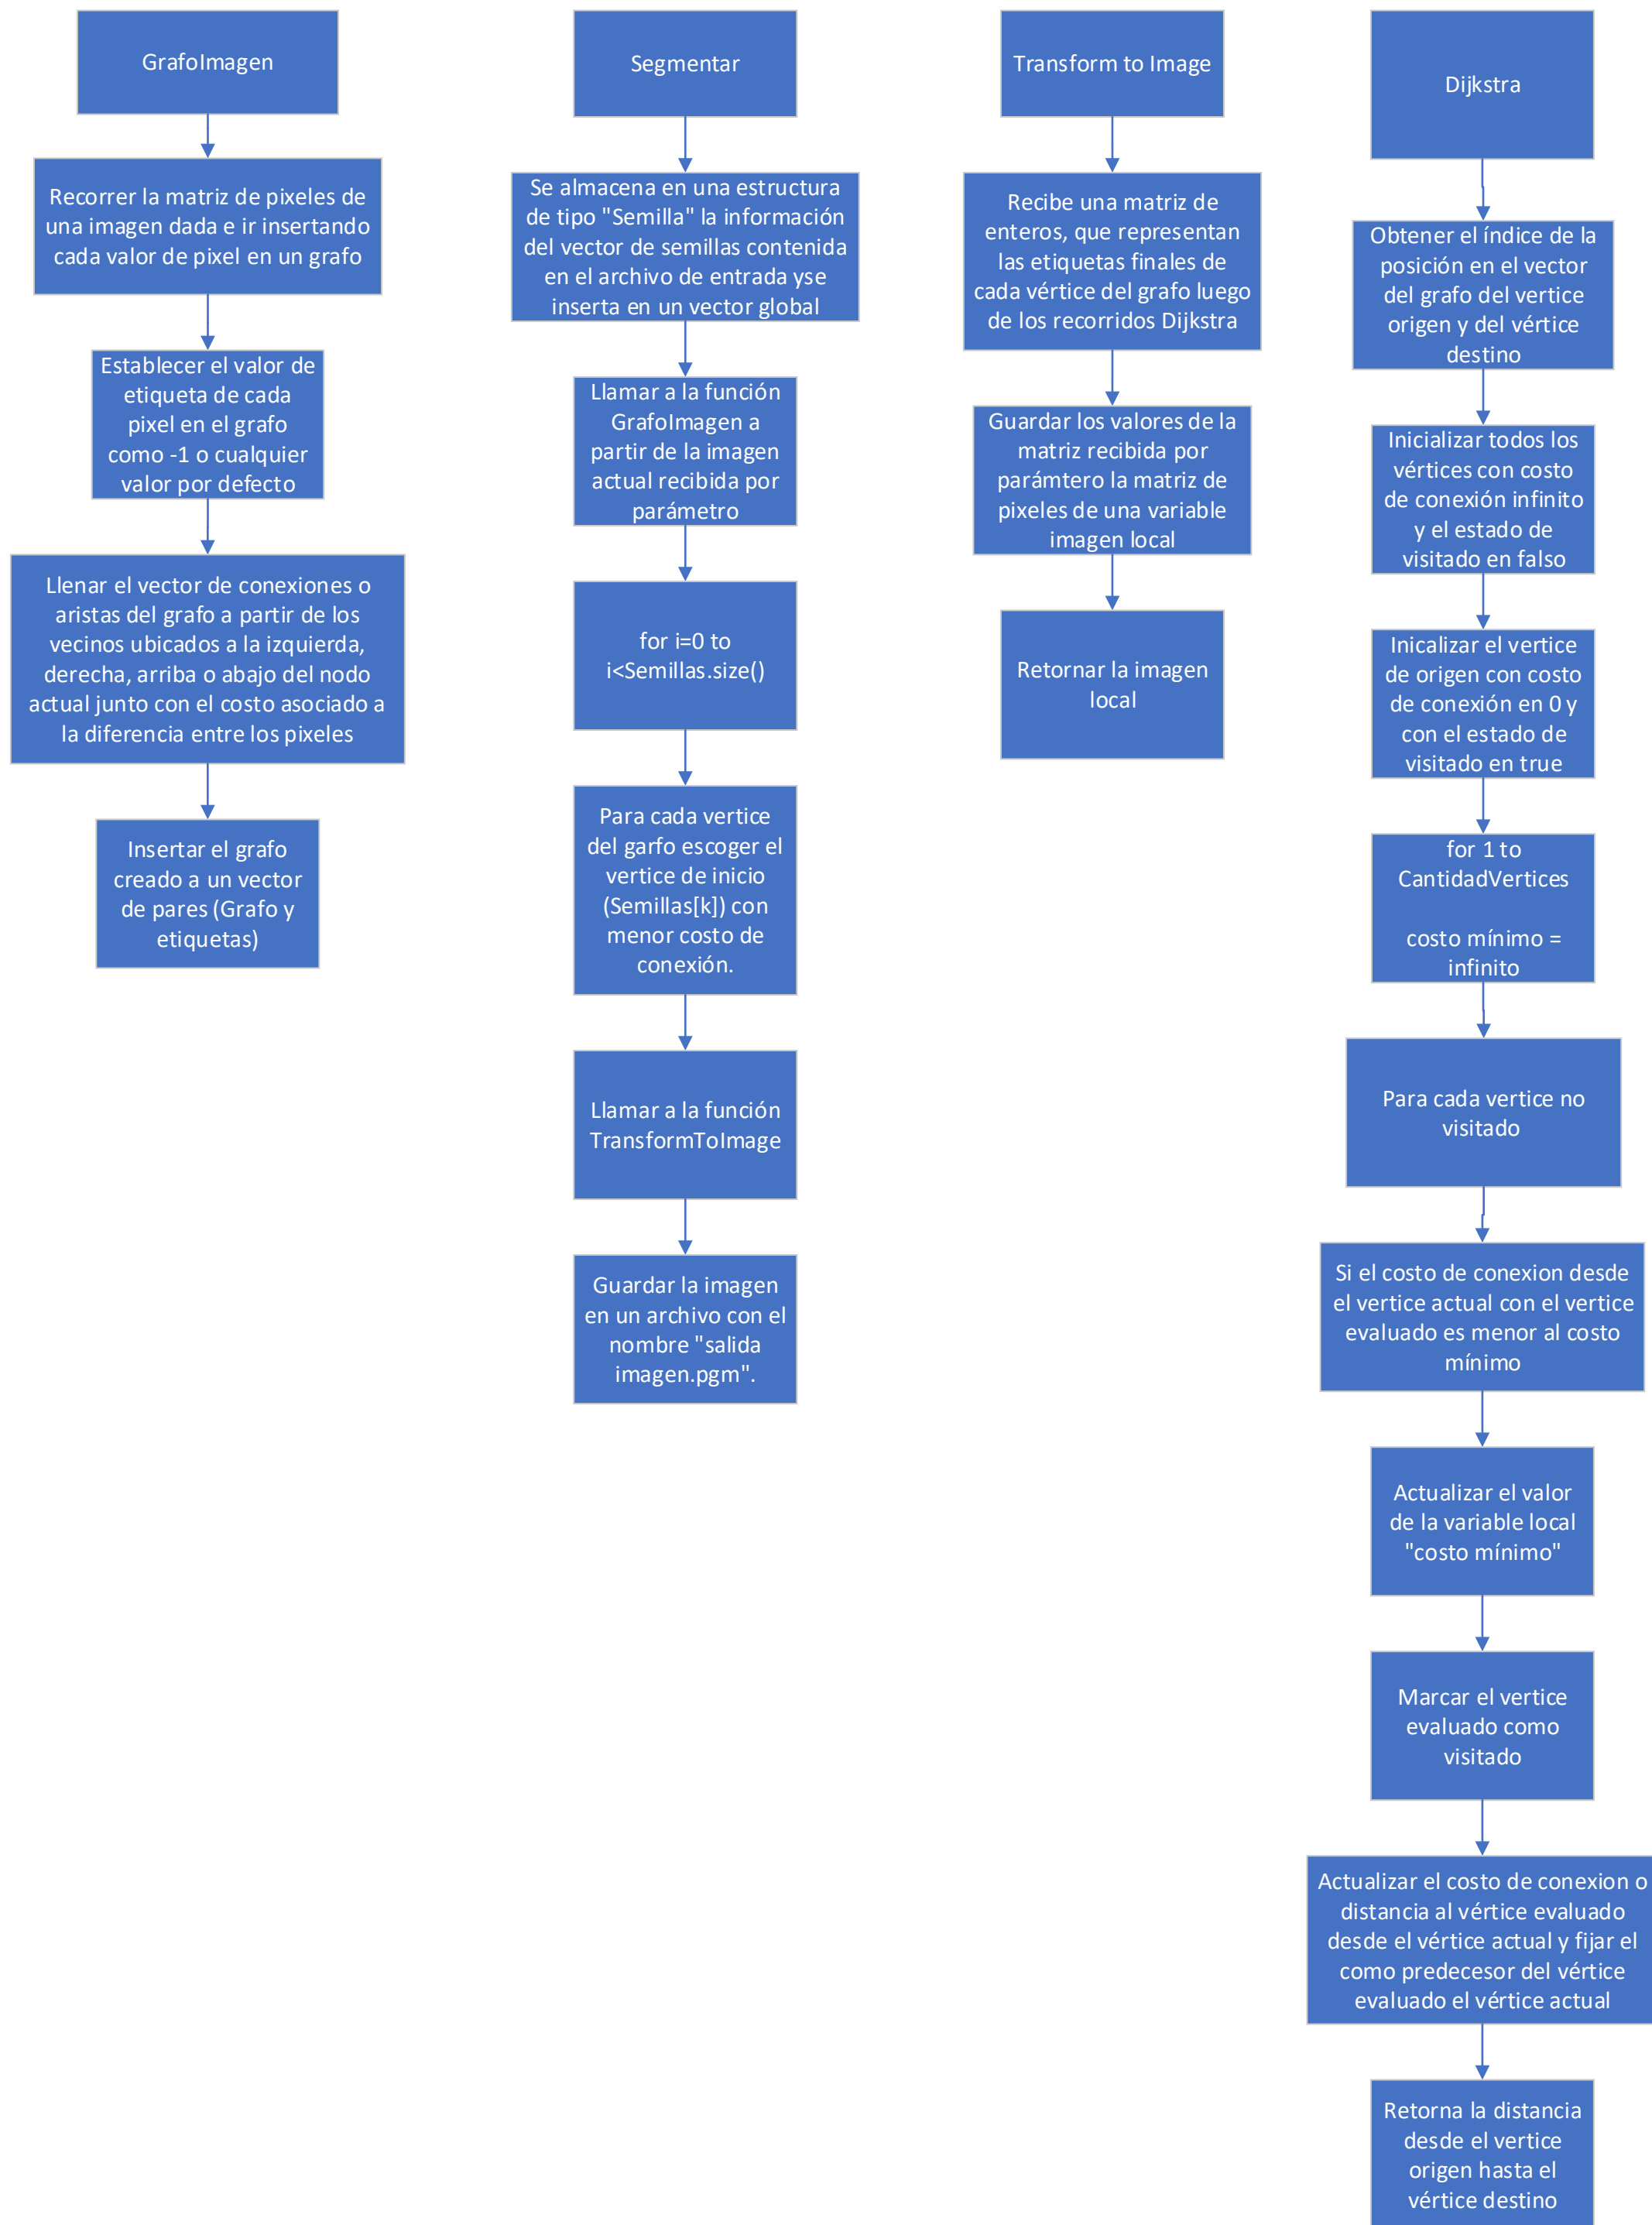 GrafoImagen
Recorrer la matriz de pixeles de
una imagen dada e ir insertando
cada valor de pixel en un grafo
Establecer el valor de
etiqueta de cada
pixel en el grafo
como -1 o cualquier
valor por defecto
Llenar el vector de conexiones o
aristas del grafo a partir de los
vecinos ubicados a la izquierda,
derecha, arriba o abajo del nodo
actual junto con el costo asociado a
la diferencia entre los pixeles
Insertar el grafo
creado a un vector
de pares (Grafo y
etiquetas)
Segmentar
Se almacena en una estructura
de tipo "Semilla" la información
del vector de semillas contenida
en el archivo de entrada yse
inserta en un vector global
Llamar a la función
GrafoImagen a
partir de la imagen
actual recibida por
parámetro
for i=0 to
i<Semillas.size()
Para cada vertice
del garfo escoger el
vertice de inicio
(Semillas[k]) con
menor costo de
conexión.
Llamar a la función
TransformToImage
Guardar la imagen
en un archivo con el
nombre "salida
imagen.pgm".
Transform to Image
Recibe una matriz de
enteros, que representan
las etiquetas finales de
cada vértice del grafo luego
de los recorridos Dijkstra
Guardar los valores de la
matriz recibida por
parámtero la matriz de
pixeles de una variable
imagen local
Retornar la imagen
local
Dijkstra
Obtener el índice de la
posición en el vector
del grafo del vertice
origen y del vértice
destino
Inicializar todos los
vértices con costo
de conexión infinito
y el estado de
visitado en falso
Inicalizar el vertice
de origen con costo
de conexión en 0 y
con el estado de
visitado en true
for 1 to
CantidadVertices
costo mínimo =
infinito
Para cada vertice no
visitado
Si el costo de conexion desde
el vertice actual con el vertice
evaluado es menor al costo
mínimo
Actualizar el valor
de la variable local
"costo mínimo"
Marcar el vertice
evaluado como
visitado
Actualizar el costo de conexion o
distancia al vértice evaluado
desde el vértice actual y fijar el
como predecesor del vértice
evaluado el vértice actual
Retorna la distancia
desde el vertice
origen hasta el
vértice destino